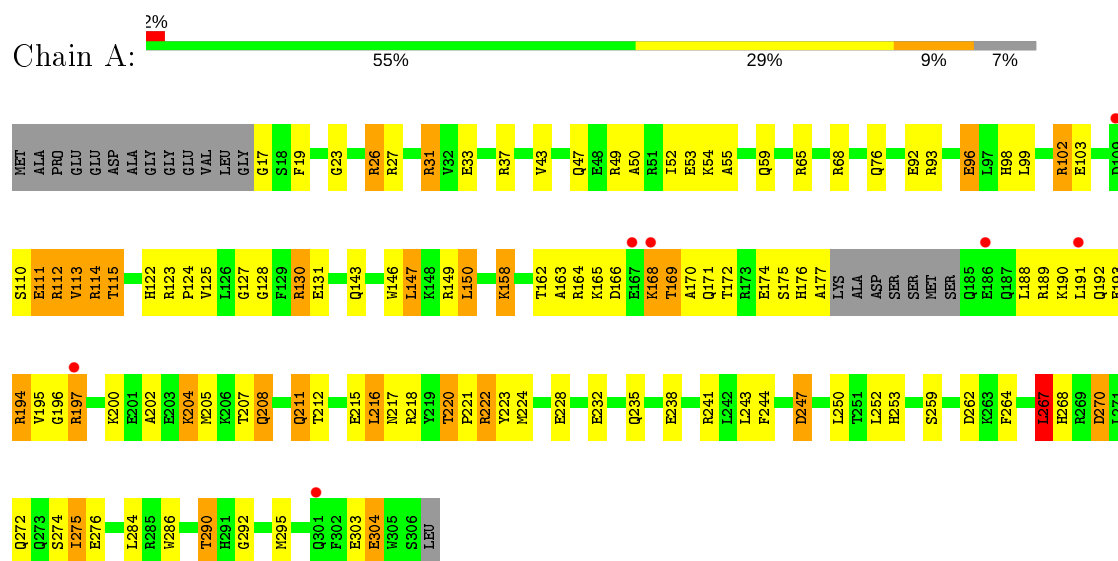 2%
Chain A:
55% 29% 9% 7%
MET ALA PRO GLU GLU ASP ALA GLY GLY GLU VAL LEU GLY G17 S18 F19 G23 R26 R27 R31 V32 E33 R37 V43 Q47 E48 R49 A50 R51 I52 E53 K54 A55 Q59 R65 R68 Q76 E92 R93 E96 L97 H98 L99 R102 E103 D109
S110 E111 R112 V113 R114 T115 H122 R123 P124 V125 L126 G127 G128 F129 R130 E131 Q143 W146 L147 K148 R149 L150 K158 T162 A163 R164 K165 D166 E167 K168 T169 A170 Q171 T172 R173 E174 S175 H176 A177 LYS ALA ASP SER SER MET SER Q185 E186 Q187 L188 R189 K190 L191 Q192 E193
R194 V195 G196 R197 K200 E201 A202 E203 K204 M205 K206 T207 Q208 Q211 T212 E215 L216 N217 R218 Y219 T220 P221 R222 Y223 M224 E228 E232 Q235 E238 R241 L242 L243 F244 D247 L250 T251 L252 H253 S259 D262 K263 F264 L267 H268 R269 D270 L271
Q272 Q273 S274 I275 E276 L284 R285 W286 T290 H291 G292 M295 Q301 F302 E303 E304 W305 S306 LEU